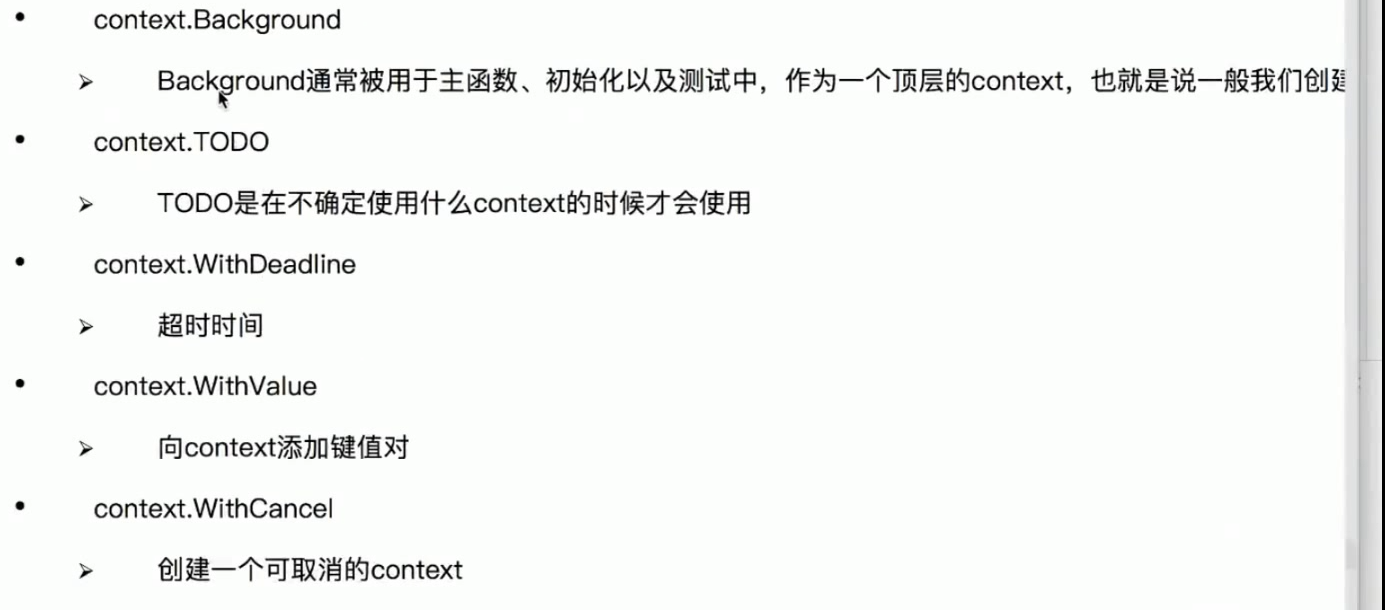 • context.Background
➢ Background通常被用于主函数、初始化以及测试中，作为一个顶层的context，也就是说一般我们创建
• context.TODO
➢ TODO是在不确定使用什么context的时候才会使用
• context.WithDeadline
➢ 超时时间
• context.WithValue
➢ 向context添加键值对
• context.WithCancel
➢ 创建一个可取消的context